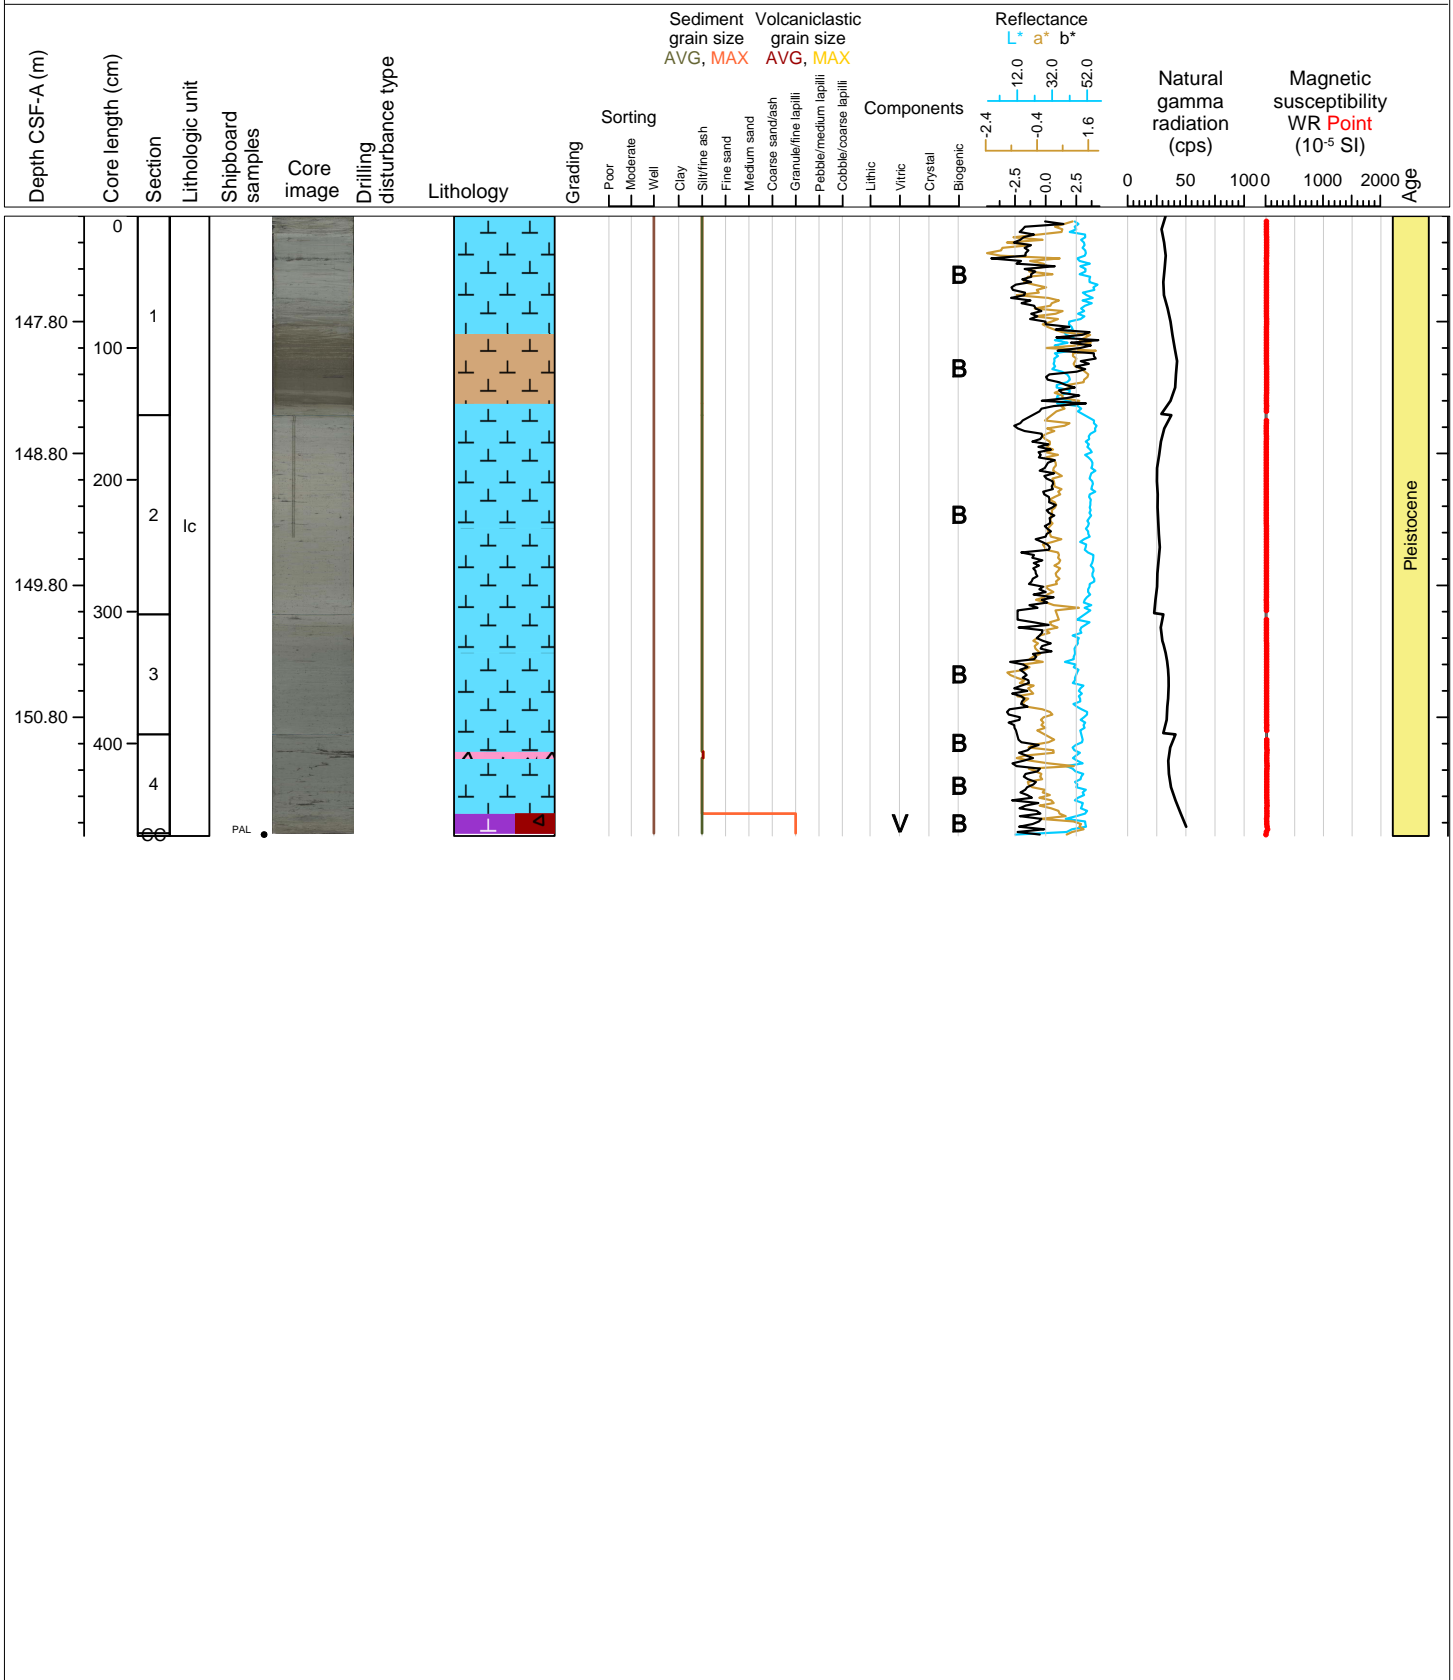 Depth CSF-A (m)
Core length (cm)
Section
Lithologic unit
Shipboard
samples
Core
image
Drilling
disturbance type
Lithology
Grading
Sorting
Poor
Moderate
Well
Sediment
grain size
AVG, MAX
Volcaniclastic
grain size
AVG, MAX
Clay
Silt/fine ash
Fine sand
Medium sand
Coarse sand/ash
Granule/fine lapilli
Pebble/medium lapilli
Cobble/coarse lapilli
Components
Lithic
Vitric
Crystal
Biogenic
Reflectance
L* a* b*
12.0 32.0 52.0
-2.4 -0.4 1.6
-2.5 0.0 2.5
Natural
gamma
radiation
(cps)
0 50 100
Magnetic
susceptibility
WR Point
(10-5 SI)
0 1000 2000
Age
0
147.80
100
148.80
200
149.80
300
150.80
400
1
2
3
4
CC
Ic
PAL
B
B
B
B
B
B
V B
Pleistocene